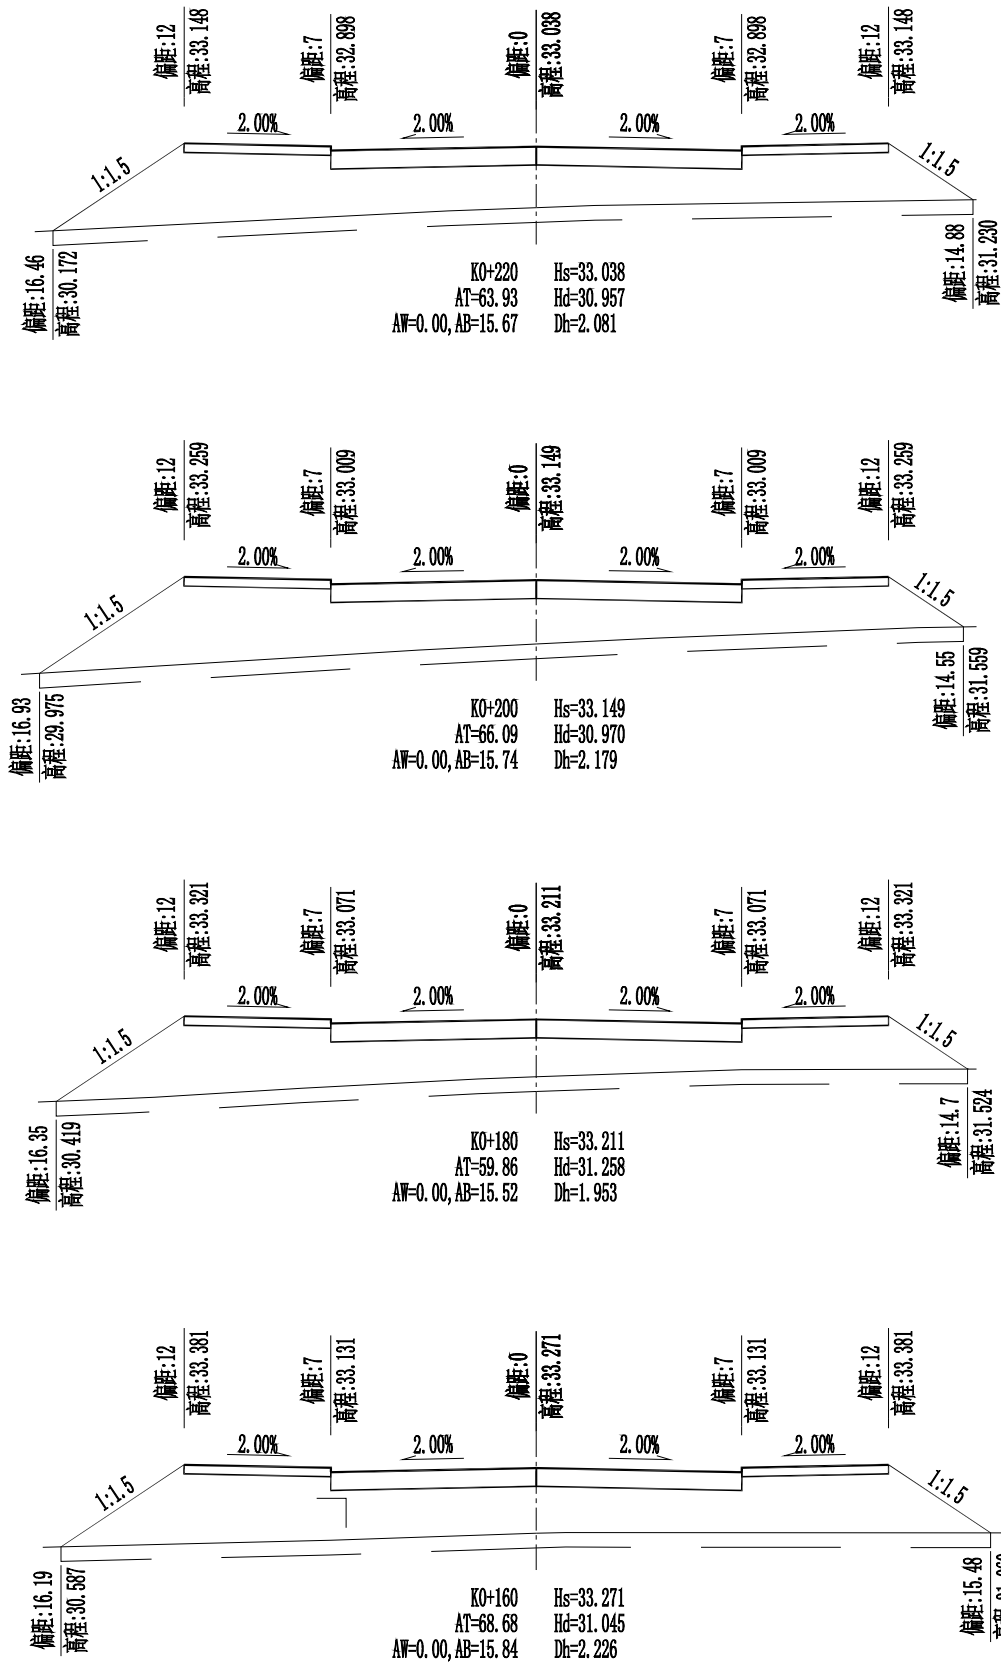 偏距:12
高程:33.148
偏距:7
高程:32.898
偏距:0
高程:33.038
偏距:7
高程:32.898
偏距:12
高程:33.148
2.00%
2.00%
2.00%
2.00%
1:1.5
1:1.5
偏距:16.46
高程:30.172
偏距:14.88
高程:31.230
K0+220 Hs=33.038
AT=63.93 Hd=30.957
AW=0.00,AB=15.67 Dh=2.081
偏距:12
高程:33.259
偏距:7
高程:33.009
偏距:0
高程:33.149
偏距:7
高程:33.009
偏距:12
高程:33.259
2.00%
2.00%
2.00%
2.00%
1:1.5
1:1.5
偏距:16.93
高程:29.975
偏距:14.55
高程:31.559
K0+200 Hs=33.149
AT=66.09 Hd=30.970
AW=0.00,AB=15.74 Dh=2.179
偏距:12
高程:33.321
偏距:7
高程:33.071
偏距:0
高程:33.211
偏距:7
高程:33.071
偏距:12
高程:33.321
2.00%
2.00%
2.00%
2.00%
1:1.5
1:1.5
偏距:16.35
高程:30.419
偏距:14.7
高程:31.524
K0+180 Hs=33.211
AT=59.86 Hd=31.258
AW=0.00,AB=15.52 Dh=1.953
偏距:12
高程:33.381
偏距:7
高程:33.131
偏距:0
高程:33.271
偏距:7
高程:33.131
偏距:12
高程:33.381
2.00%
2.00%
2.00%
2.00%
1:1.5
1:1.5
偏距:16.19
高程:30.587
偏距:15.48
K0+160 Hs=33.271
AT=68.68 Hd=31.045
AW=0.00,AB=15.84 Dh=2.226